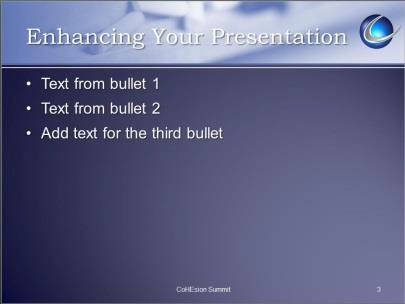 Enhancing Your Presentation
• Text from bullet 1
• Text from bullet 2
• Add text for the third bullet
CoHEsion Summit
3